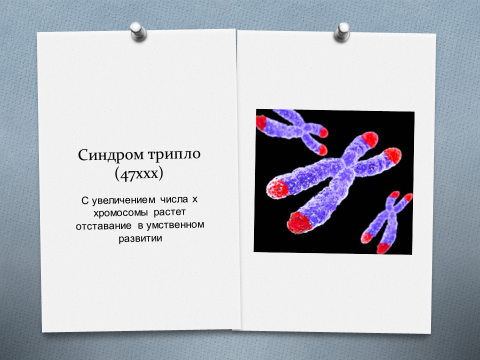 Синдром трипло
(47ххх)
С увеличением числа х
хромосомы растет
отставание в умственном
развитии